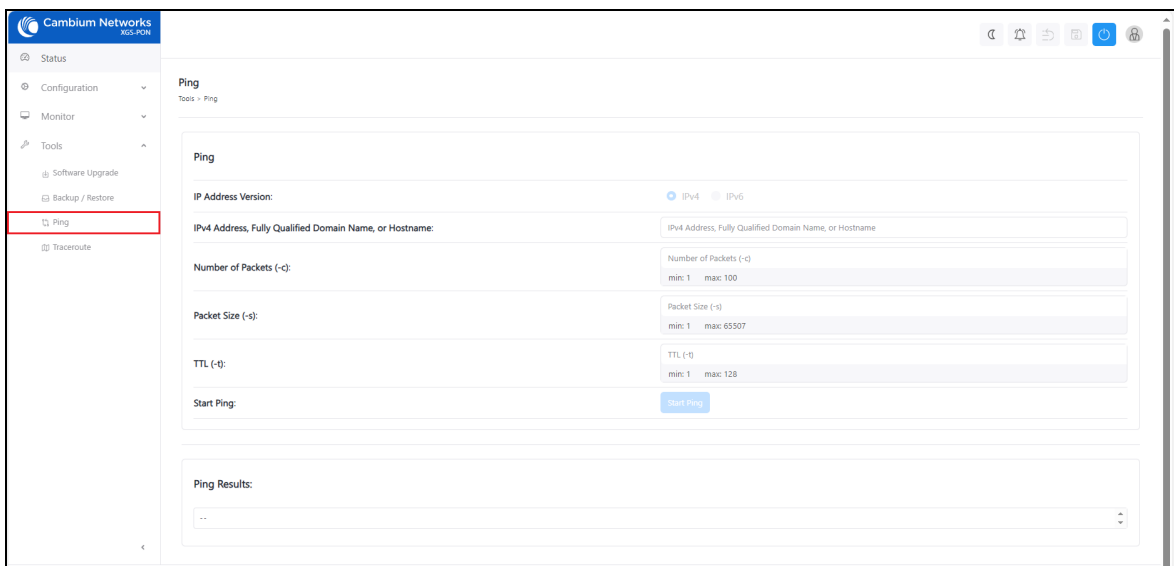 Cambium Networks
XGS-PON
Status
Configuration
Monitor
Tools
Software Upgrade
Backup / Restore
Ping
Traceroute
Ping
Tools > Ping
Ping
IP Address Version: IPv4 IPv6
IPv4 Address, Fully Qualified Domain Name, or Hostname: IPv4 Address, Fully Qualified Domain Name, or Hostname
Number of Packets (-c): Number of Packets (-c)
min: 1 max: 100
Packet Size (-s): Packet Size (-s)
min: 1 max: 65507
TTL (-t): TTL (-t)
min: 1 max: 128
Start Ping: Start Ping
Ping Results:
--